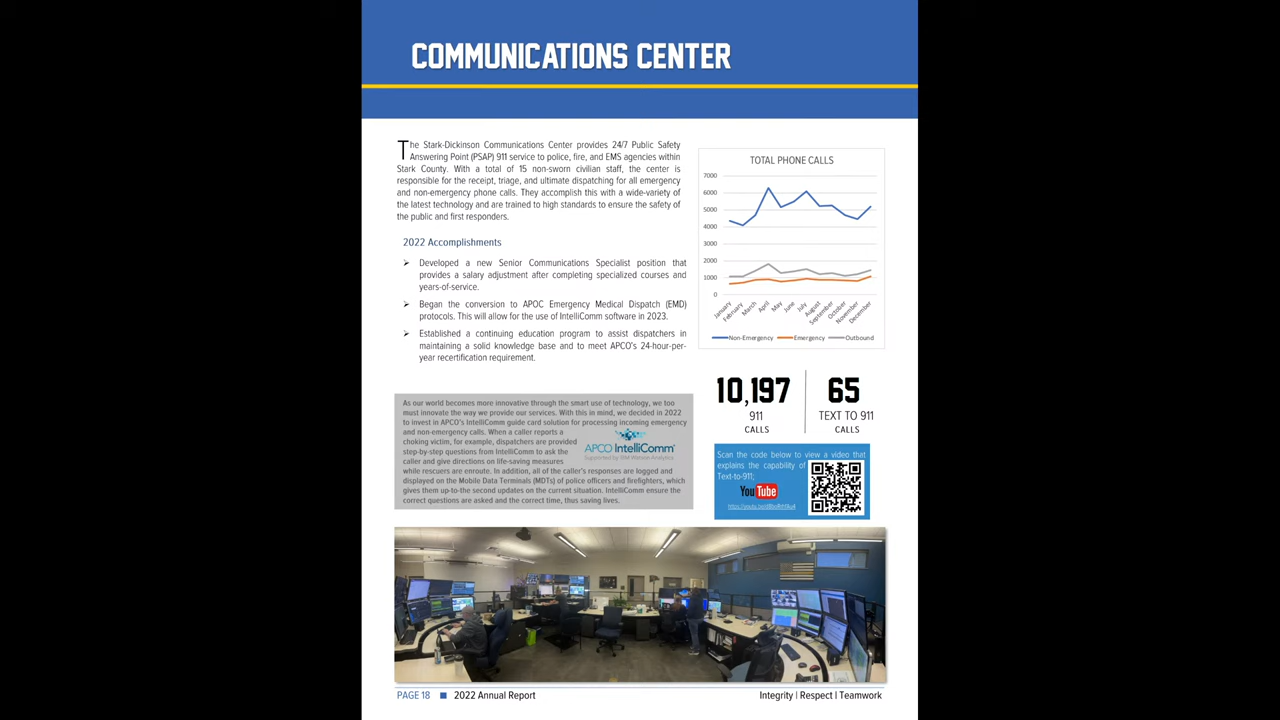 COMMUNICATIONS CENTER
The Stark-Dickinson Communications Center provides 24/7 Public Safety
Answering Point (PSAP) 911 service to police, fire, and EMS agencies within
Stark County. With a total of 15 non-sworn civilian staff, the center is
responsible for the receipt, triage, and ultimate dispatching for all emergency
and non-emergency phone calls. They accomplish this with a wide-variety of
the latest technology and are trained to high standards to ensure the safety of
the public and first responders.
2022 Accomplishments
➤ Developed a new Senior Communications Specialist position that
provides a salary adjustment after completing specialized courses and
years-of-service.
➤ Began the conversion to APOC Emergency Medical Dispatch (EMD)
protocols. This will allow for the use of IntelliComm software in 2023.
➤ Established a continuing education program to assist dispatchers in
maintaining a solid knowledge base and to meet APCO's 24-hour-per-
year recertification requirement.
TOTAL PHONE CALLS
7000
6000
5000
4000
3000
2000
1000
0
January
February
March
April
May
June
July
August
September
October
November
December
Non-Emergency Emergency Outbound
10,197
911
CALLS
65
TEXT TO 911
CALLS
As our world becomes more innovative through the smart use of technology, we too
must innovate the way we provide our services. With this in mind, we decided in 2022
to invest in APCO's IntelliComm guide card solution for processing incoming emergency
and non-emergency calls. When a caller reports a
choking victim, for example, dispatchers are provided
step-by-step questions from IntelliComm to ask the
caller and give directions on life-saving measures
while rescuers are enroute. In addition, all of the caller's responses are logged and
displayed on the Mobile Data Terminals (MDTs) of police officers and firefighters, which
gives them up-to-the second updates on the current situation. IntelliComm ensure the
correct questions are asked and the correct time, thus saving lives.
APCO IntelliComm
Supported by IBM Watson Analytics
Scan the code below to view a video that
explains the capability of
Text-to-911;
YouTube
PAGE 18 ■ 2022 Annual Report
Integrity | Respect | Teamwork